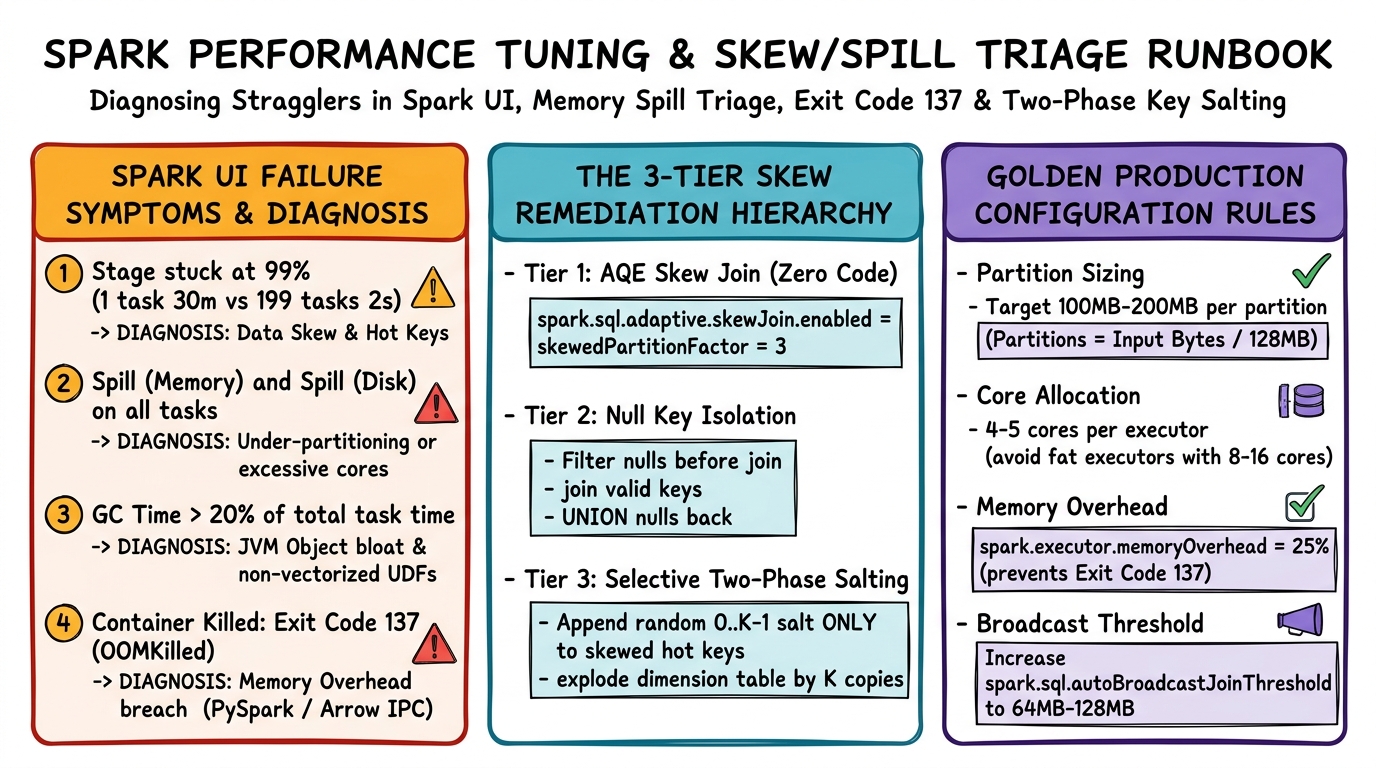 SPARK PERFORMANCE TUNING & SKEW/SPILL TRIAGE RUNBOOK
Diagnosing Stragglers in Spark UI, Memory Spill Triage, Exit Code 137 & Two-Phase Key Salting
SPARK UI FAILURE
SYMPTOMS & DIAGNOSIS
1 Stage stuck at 99%
(1 task 30m vs 199 tasks 2s)
-> DIAGNOSIS: Data Skew & Hot Keys
2 Spill (Memory) and Spill (Disk)
on all tasks
-> DIAGNOSIS: Under-partitioning or
excessive cores
3 GC Time > 20% of total task time
-> DIAGNOSIS: JVM Object bloat &
non-vectorized UDFs
4 Container Killed: Exit Code 137
(OOMKilled)
-> DIAGNOSIS: Memory Overhead
breach (PySpark / Arrow IPC)
THE 3-TIER SKEW
REMEDIATION HIERARCHY
- Tier 1: AQE Skew Join (Zero Code)
spark.sql.adaptive.skewJoin.enabled =
skewedPartitionFactor = 3
- Tier 2: Null Key Isolation
- Filter nulls before join
- join valid keys
- UNION nulls back
- Tier 3: Selective Two-Phase Salting
- Append random 0..K-1 salt ONLY
to skewed hot keys
- explode dimension table by K copies
GOLDEN PRODUCTION
CONFIGURATION RULES
- Partition Sizing
- Target 100MB-200MB per partition
(Partitions = Input Bytes / 128MB)
- Core Allocation
- 4-5 cores per executor
(avoid fat executors with 8-16 cores)
- Memory Overhead
spark.executor.memoryOverhead = 25%
(prevents Exit Code 137)
- Broadcast Threshold
Increase
spark.sql.autoBroadcastJoinThreshold
to 64MB-128MB